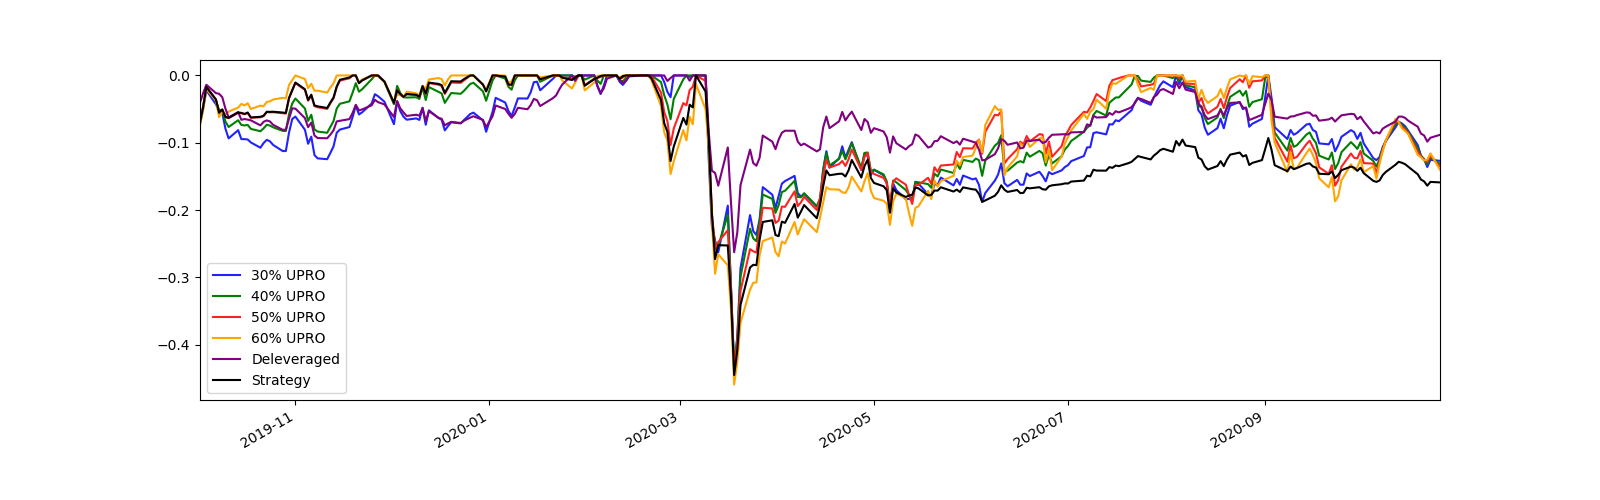 0.0
−0.1
−0.2
−0.3
−0.4
30% UPRO
40% UPRO
50% UPRO
60% UPRO
Deleveraged
Strategy
2019-11
2020-01
2020-03
2020-05
2020-07
2020-09